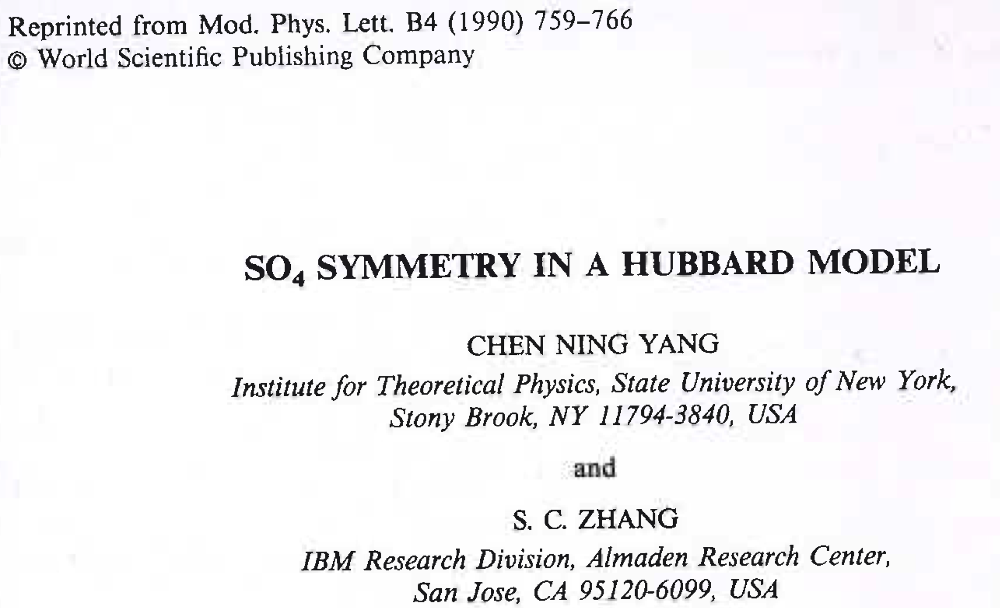 Reprinted from Mod. Phys. Lett. B4 (1990) 759–766
© World Scientific Publishing Company
SO₄ SYMMETRY IN A HUBBARD MODEL
CHEN NING YANG
Institute for Theoretical Physics, State University of New York,
Stony Brook, NY 11794-3840, USA
and
S. C. ZHANG
IBM Research Division, Almaden Research Center,
San Jose, CA 95120-6099, USA